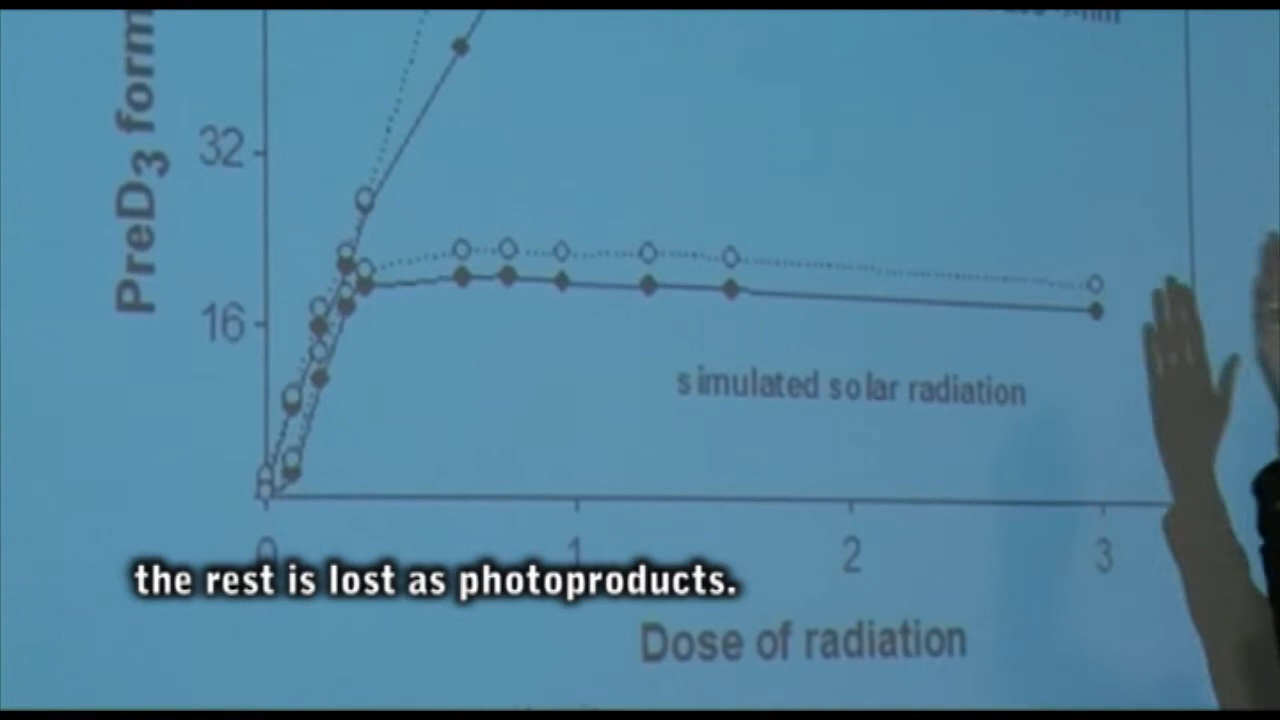 PreD3 form
32
16
simulated solar radiation
0 1 2 3
the rest is lost as photoproducts.
Dose of radiation